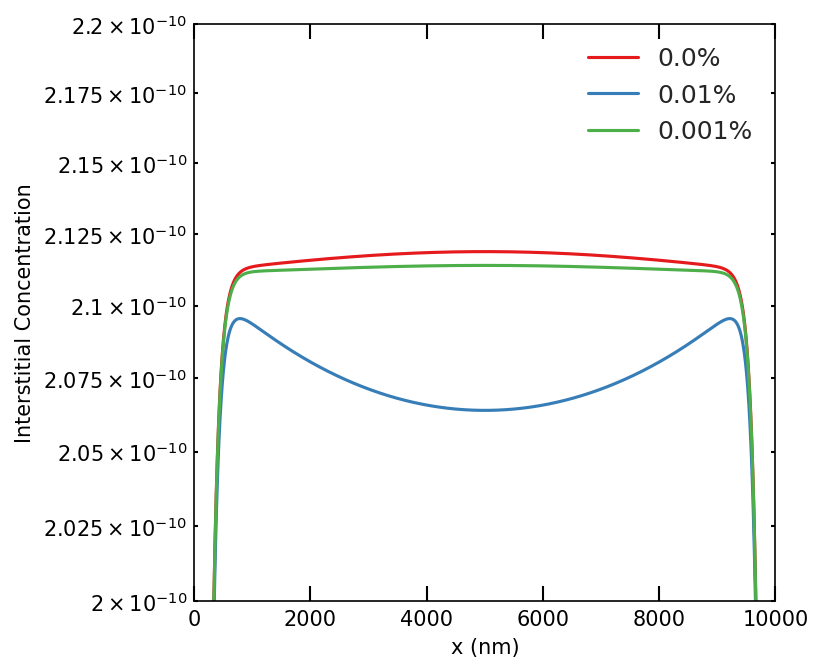 2.2 × 10⁻¹⁰
2.175 × 10⁻¹⁰
2.15 × 10⁻¹⁰
2.125 × 10⁻¹⁰
2.1 × 10⁻¹⁰
2.075 × 10⁻¹⁰
2.05 × 10⁻¹⁰
2.025 × 10⁻¹⁰
2 × 10⁻¹⁰
Interstitial Concentration
0.0%
0.01%
0.001%
0 2000 4000 6000 8000 10000
x (nm)